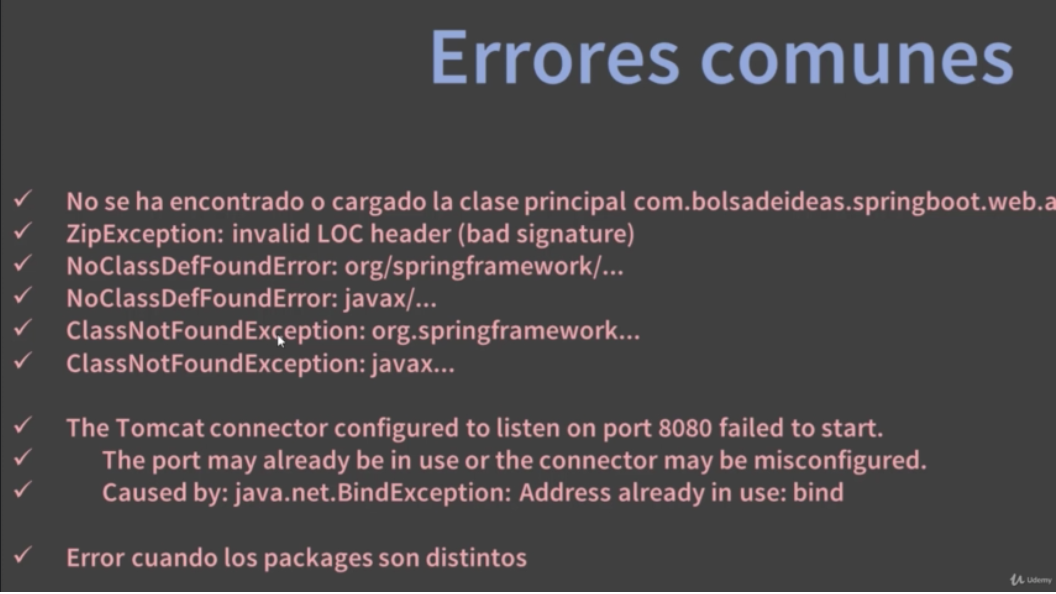 Errores comunes
✓ No se ha encontrado o cargado la clase principal com.bolsadeideas.springboot.web.a
✓ ZipException: invalid LOC header (bad signature)
✓ NoClassDefFoundError: org/springframework/...
✓ NoClassDefFoundError: javax/...
✓ ClassNotFoundException: org.springframework...
✓ ClassNotFoundException: javax...
✓ The Tomcat connector configured to listen on port 8080 failed to start.
✓ The port may already be in use or the connector may be misconfigured.
✓ Caused by: java.net.BindException: Address already in use: bind
✓ Error cuando los packages son distintos
Udemy